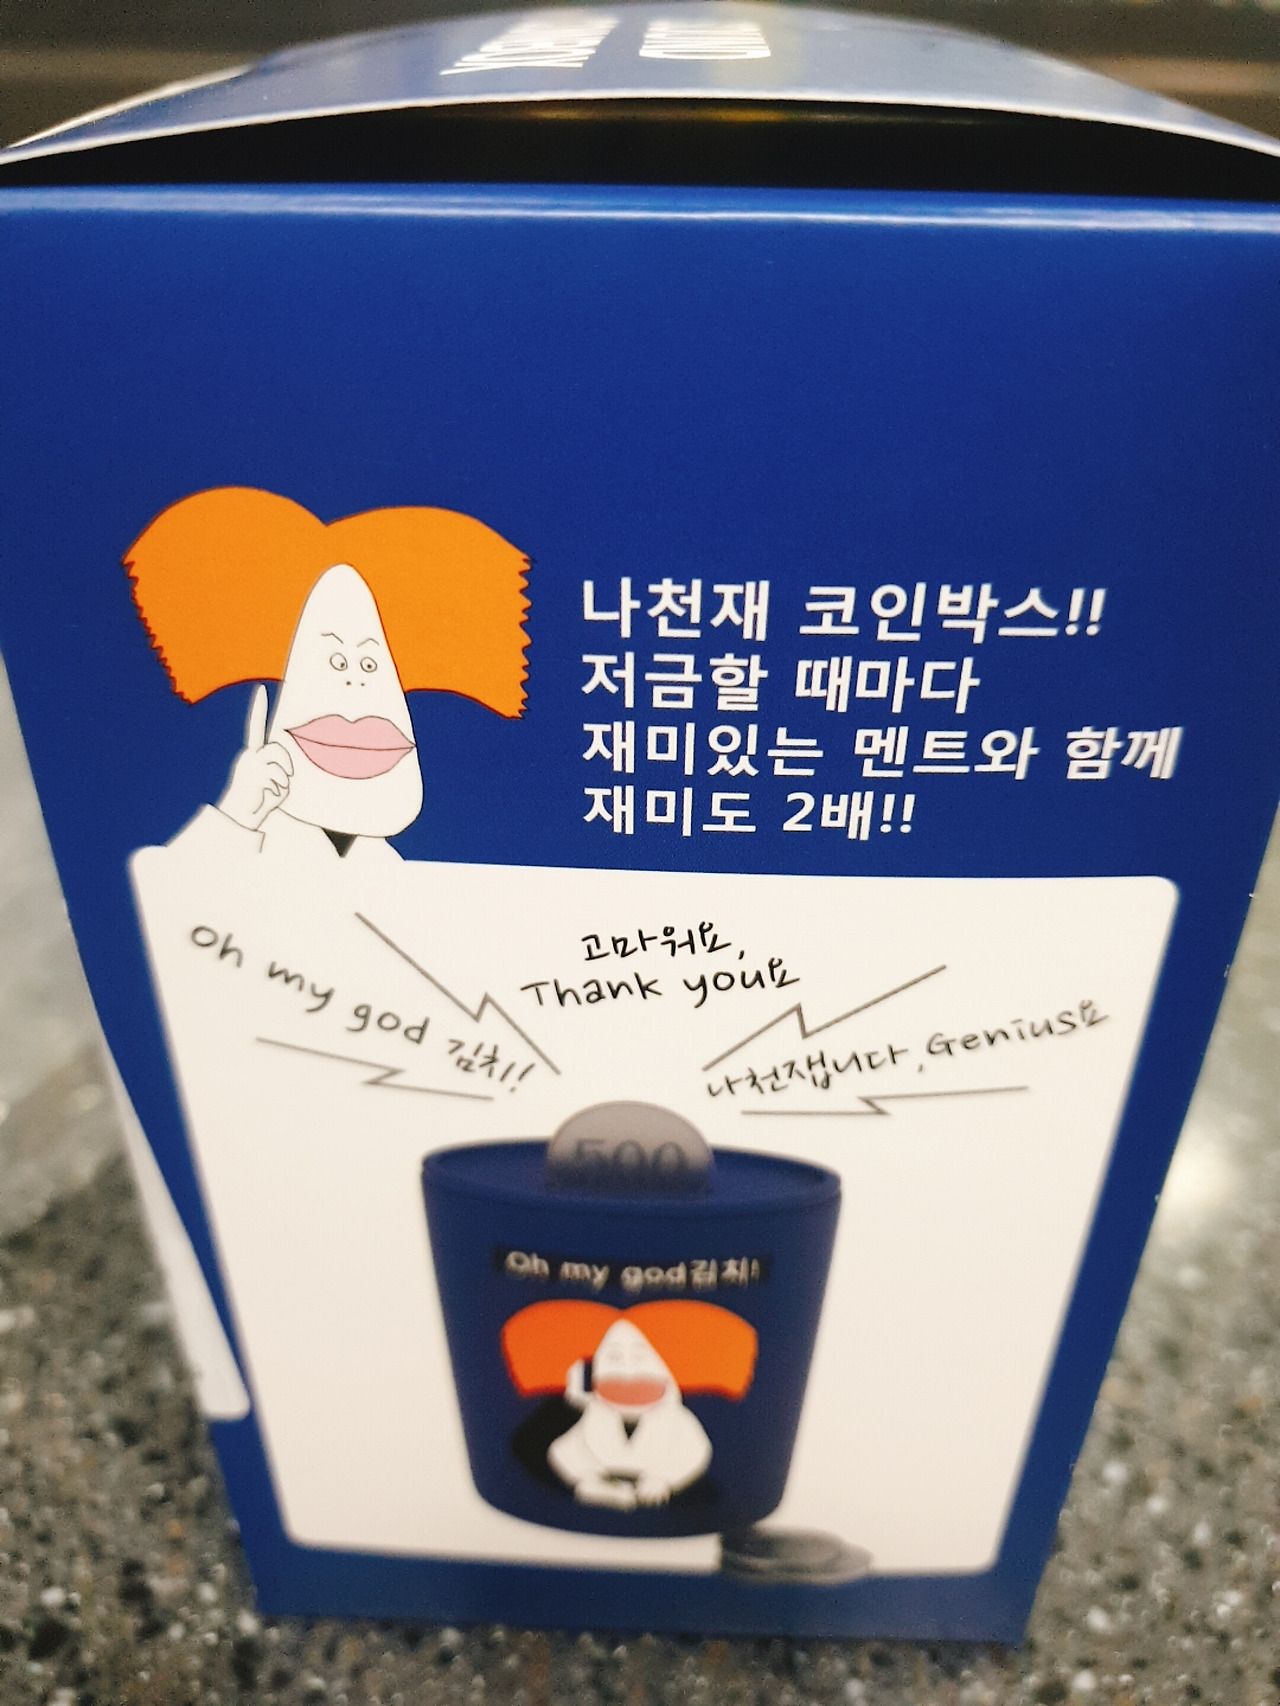 나천재 코인박스!!
저금할 때마다
재미있는 멘트와 함께
재미도 2배!!
Oh my god 김치!!
고마워요,
Thank you요
나천잽니다, Genius요
500
Oh my god김치!